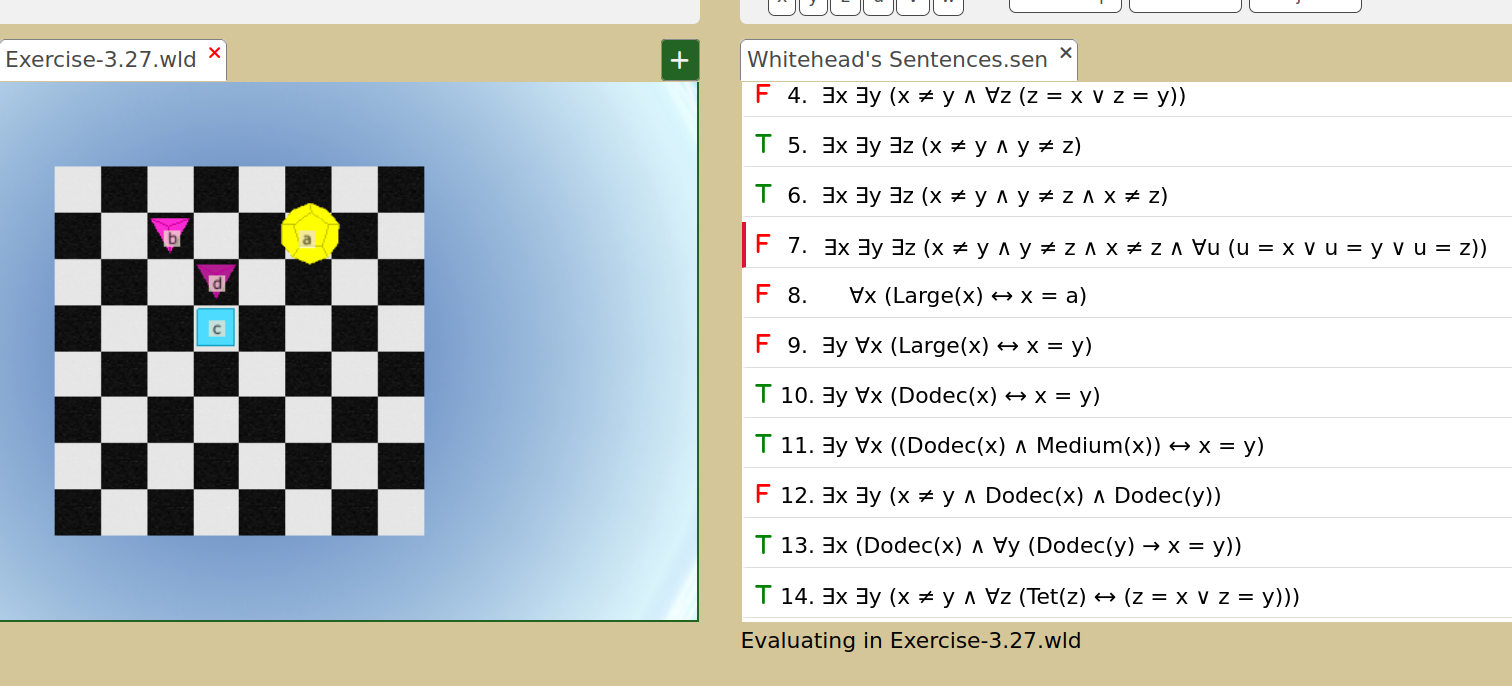 Exercise-3.27.wld ✕
+
Whitehead's Sentences.sen ✕
b
a
d
c
F 4. ∃x ∃y (x ≠ y ∧ ∀z (z = x ∨ z = y))
T 5. ∃x ∃y ∃z (x ≠ y ∧ y ≠ z)
T 6. ∃x ∃y ∃z (x ≠ y ∧ y ≠ z ∧ x ≠ z)
F 7. ∃x ∃y ∃z (x ≠ y ∧ y ≠ z ∧ x ≠ z ∧ ∀u (u = x ∨ u = y ∨ u = z))
F 8. ∀x (Large(x) ↔ x = a)
F 9. ∃y ∀x (Large(x) ↔ x = y)
T 10. ∃y ∀x (Dodec(x) ↔ x = y)
T 11. ∃y ∀x ((Dodec(x) ∧ Medium(x)) ↔ x = y)
F 12. ∃x ∃y (x ≠ y ∧ Dodec(x) ∧ Dodec(y))
T 13. ∃x (Dodec(x) ∧ ∀y (Dodec(y) → x = y))
T 14. ∃x ∃y (x ≠ y ∧ ∀z (Tet(z) ↔ (z = x ∨ z = y)))
Evaluating in Exercise-3.27.wld